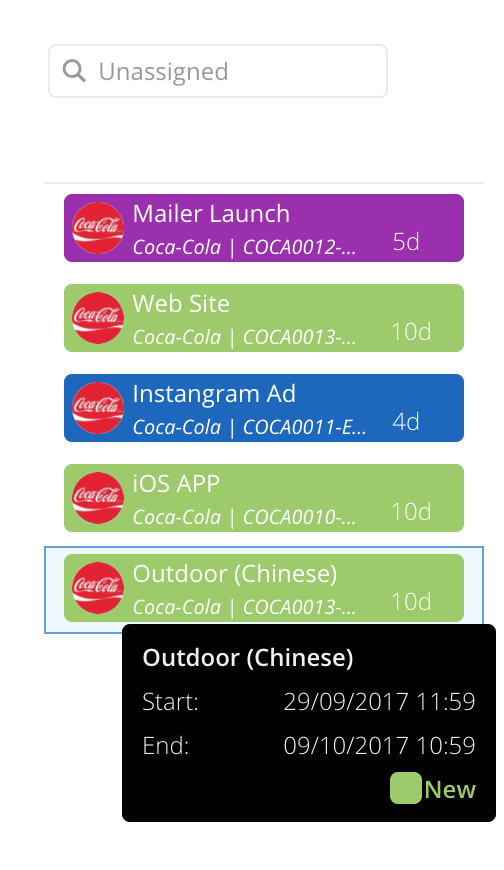 Unassigned
Coca-Cola
Mailer Launch
Coca-Cola | COCA0012-...
5d
Coca-Cola
Web Site
Coca-Cola | COCA0013-...
10d
Coca-Cola
Instangram Ad
Coca-Cola | COCA0011-E...
4d
Coca-Cola
iOS APP
Coca-Cola | COCA0010-...
10d
Coca-Cola
Outdoor (Chinese)
Coca-Cola | COCA0013-...
10d
Outdoor (Chinese)
Start: 29/09/2017 11:59
End: 09/10/2017 10:59
New